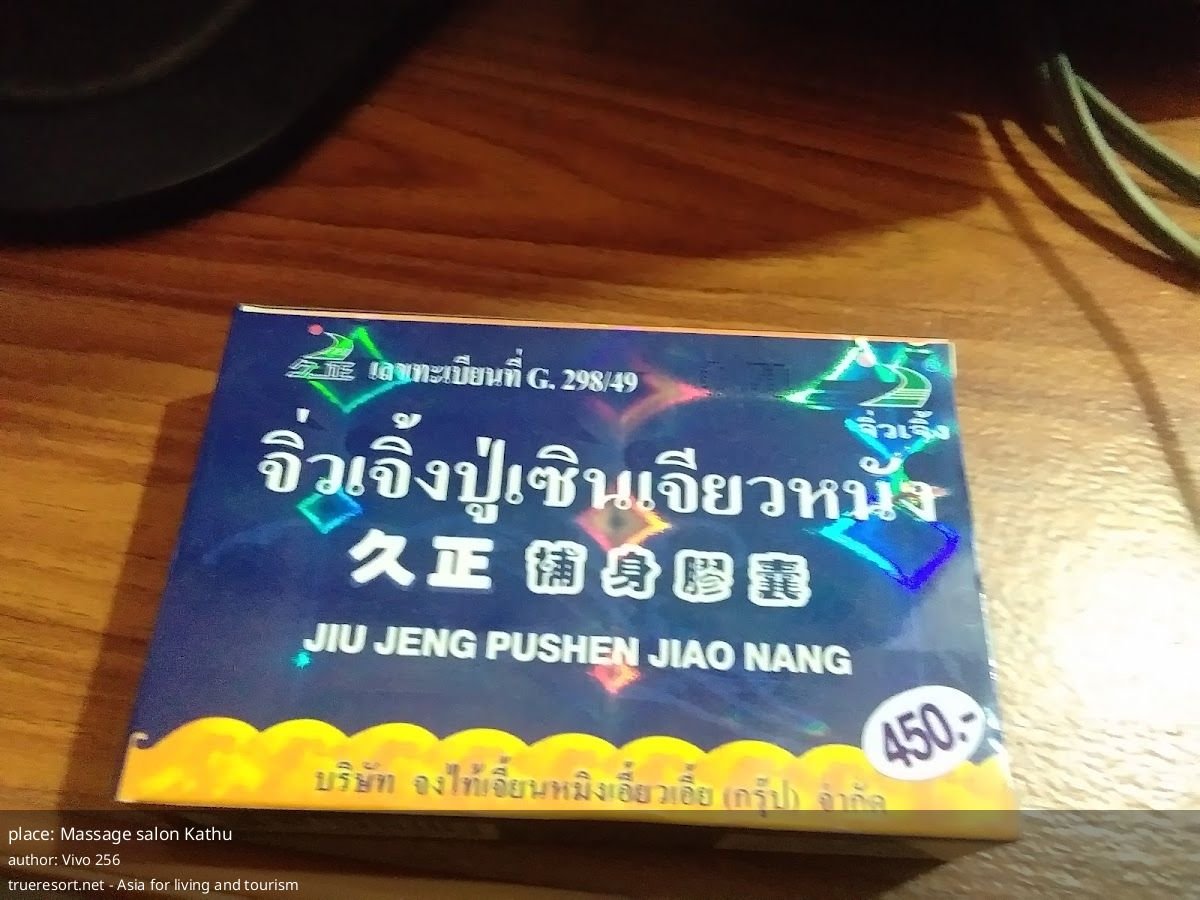 久正
เลขทะเบียนที่ G. 298/49
®
จิ่วเจิ้ง
จิ่วเจิ้งปู่เซินเจียวหนัง
久正 補身膠囊
JIU JENG PUSHEN JIAO NANG
450.-
บริษัท จงไท้เจี้ยนหมิงเอี้ยวเอี้ย (กรุ๊ป) จำกัด
place: Massage salon Kathu
author: Vivo 256
trueresort.net - Asia for living and tourism